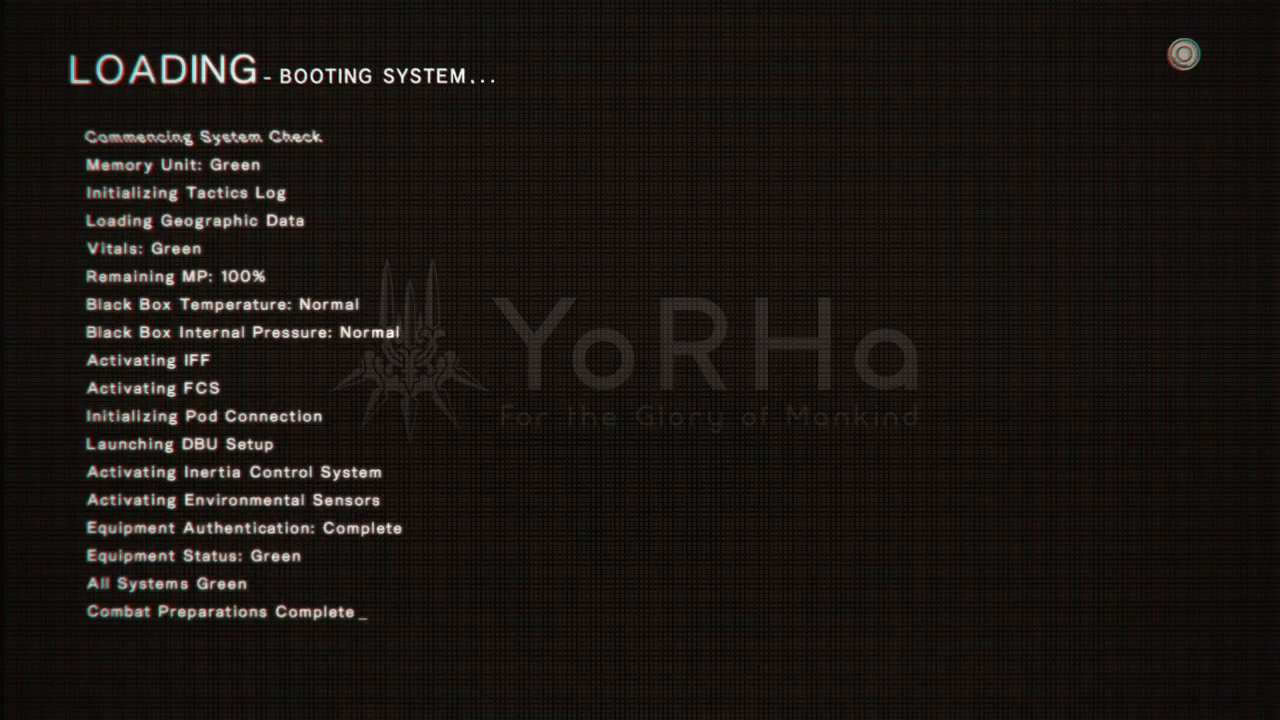 LOADING - BOOTING SYSTEM...
Commencing System Check
Memory Unit: Green
Initializing Tactics Log
Loading Geographic Data
Vitals: Green
Remaining MP: 100%
Black Box Temperature: Normal
Black Box Internal Pressure: Normal
Activating IFF
Activating FCS
Initializing Pod Connection
Launching DBU Setup
Activating Inertia Control System
Activating Environmental Sensors
Equipment Authentication: Complete
Equipment Status: Green
All Systems Green
Combat Preparations Complete _
YoRHa
For the Glory of Mankind